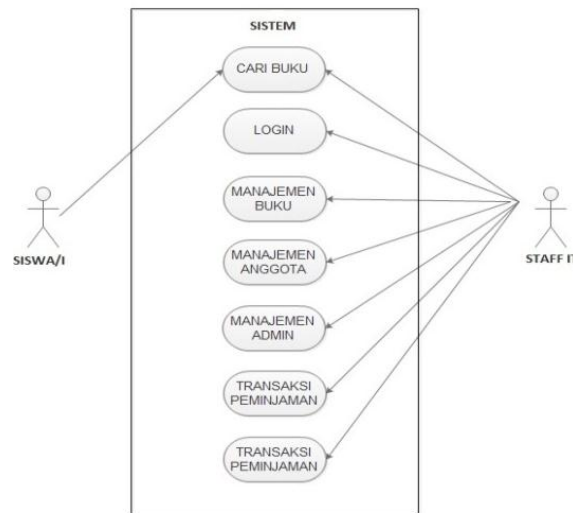 SISTEM
CARI BUKU
LOGIN
MANAJEMEN
BUKU
SISWA/I
STAFF IT
MANAJEMEN
ANGGOTA
MANAJEMEN
ADMIN
TRANSAKSI
PEMINJAMAN
TRANSAKSI
PEMINJAMAN